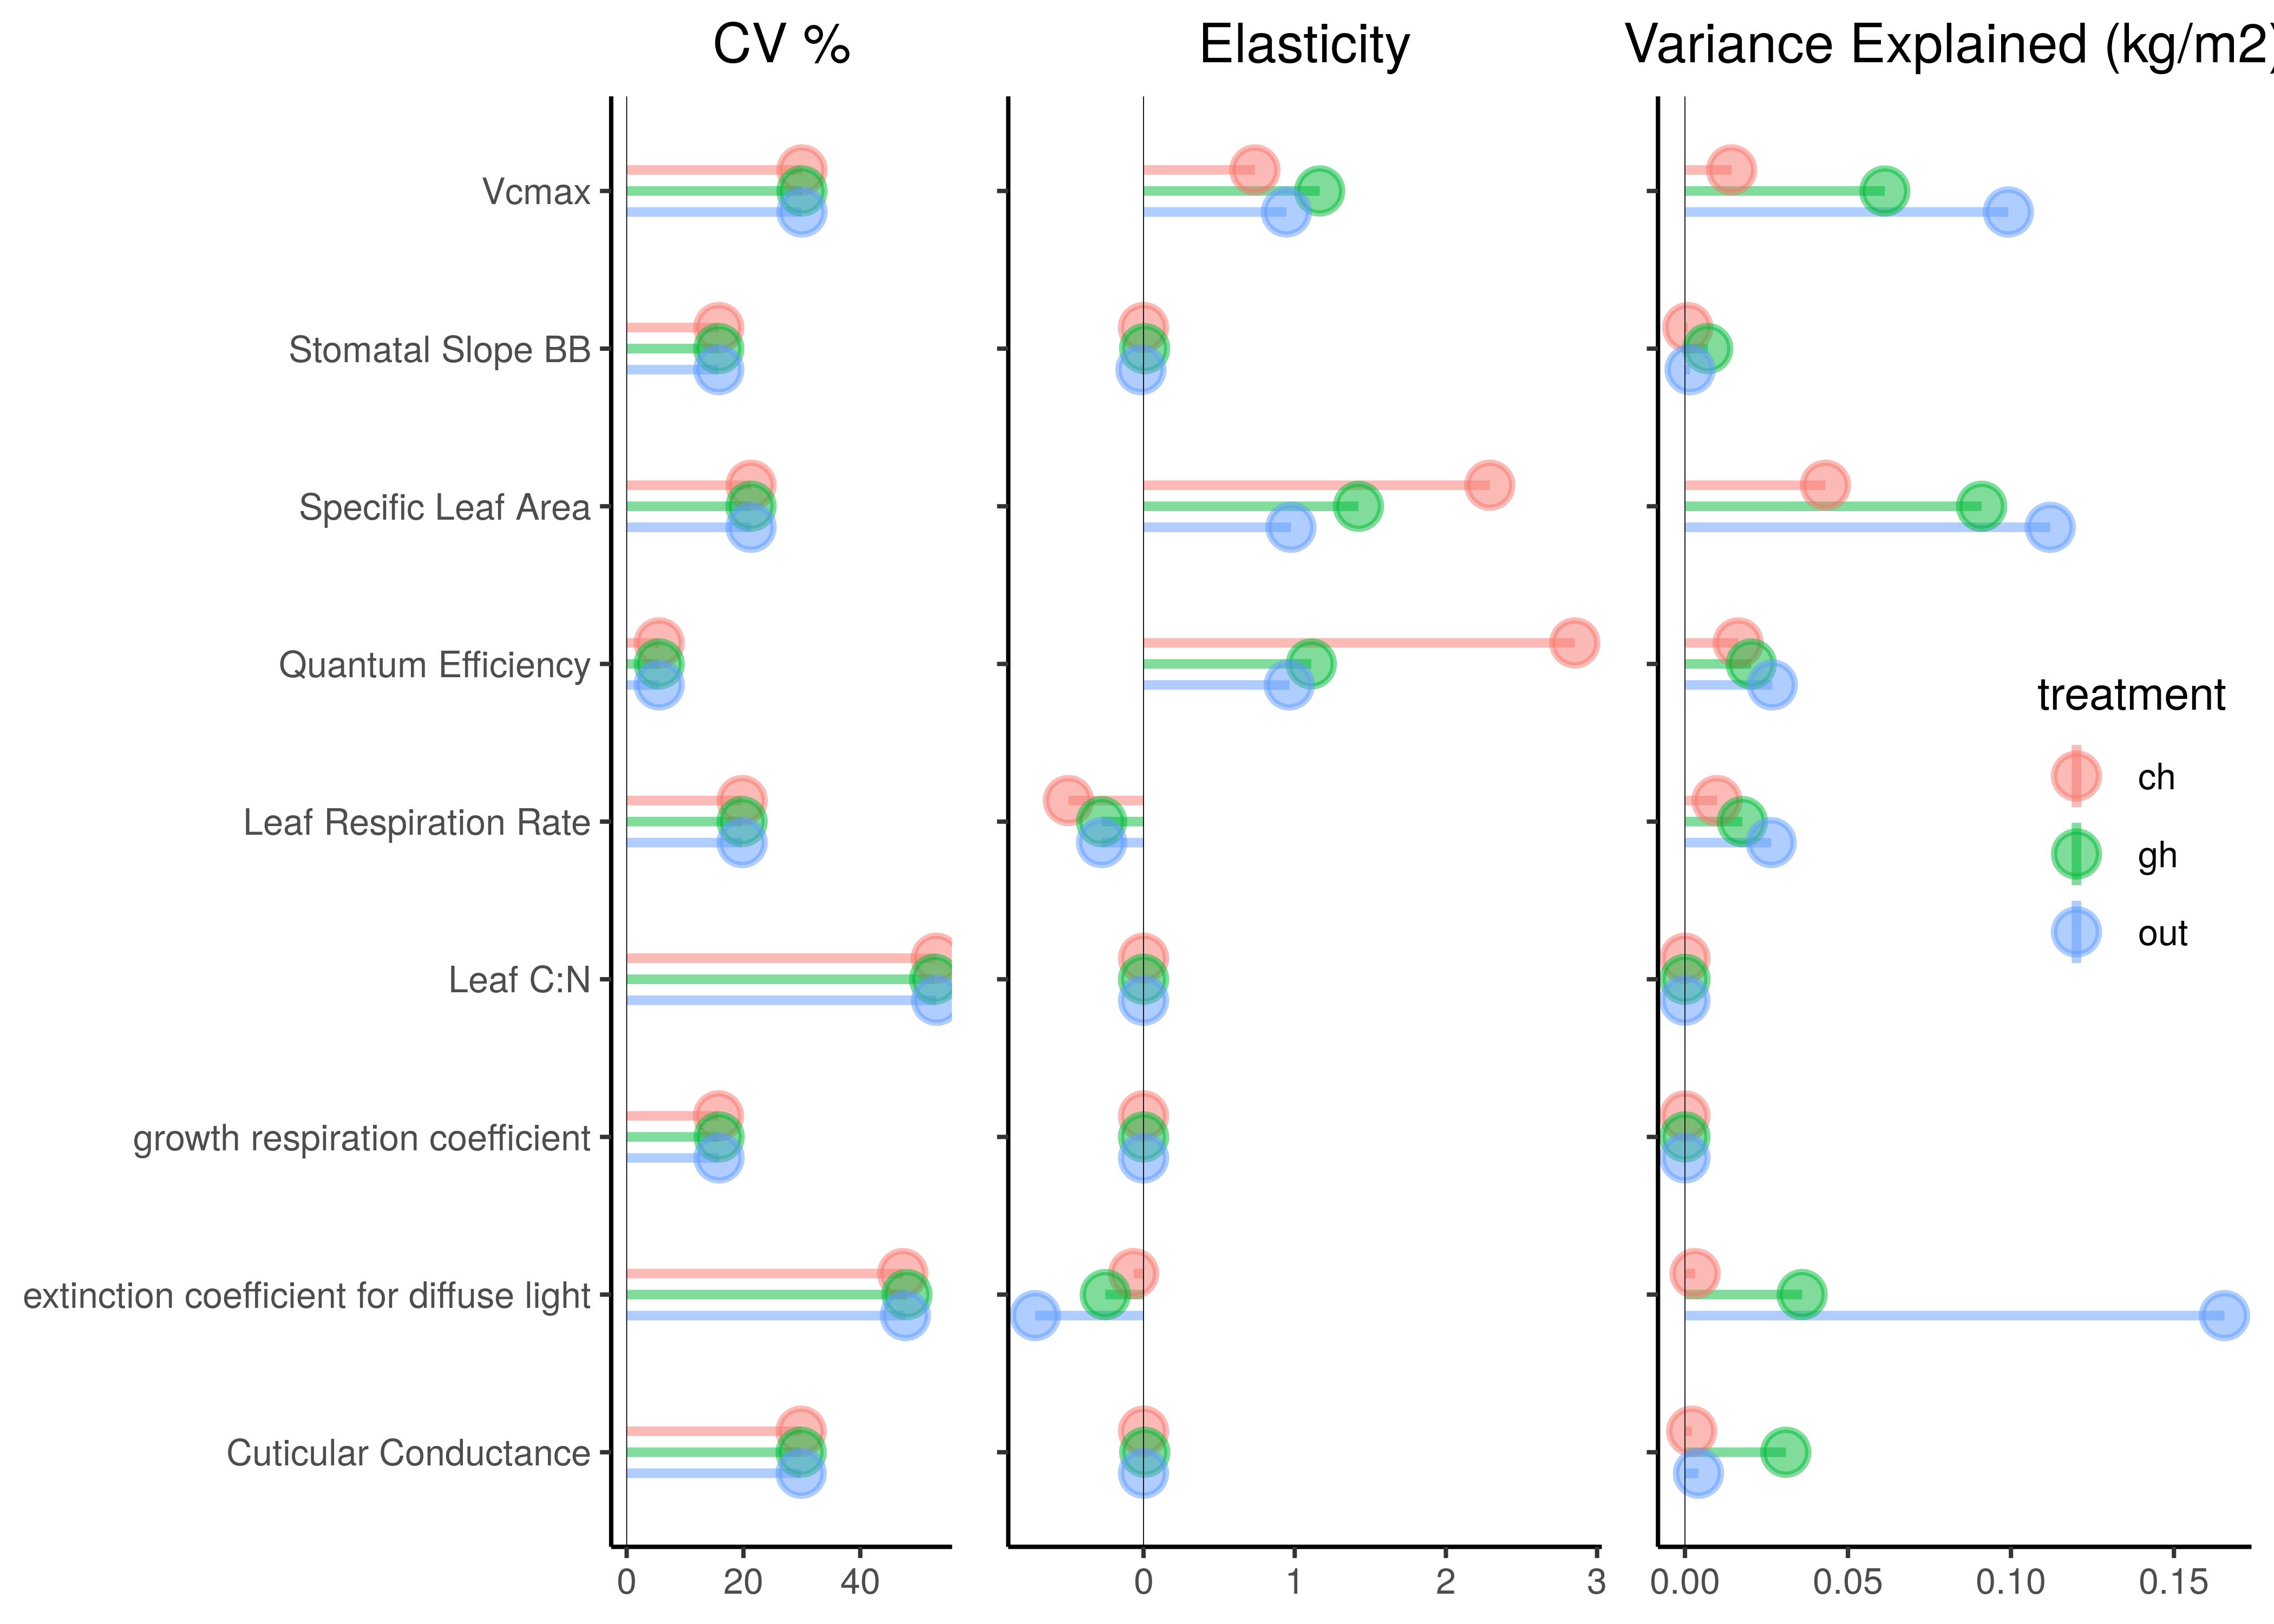 CV %
Elasticity
Variance Explained (kg/m2)
Vcmax
Stomatal Slope BB
Specific Leaf Area
Quantum Efficiency
Leaf Respiration Rate
Leaf C:N
growth respiration coefficient
extinction coefficient for diffuse light
Cuticular Conductance
treatment
ch
gh
out
0 20 40
0 1 2 3
0.00 0.05 0.10 0.15